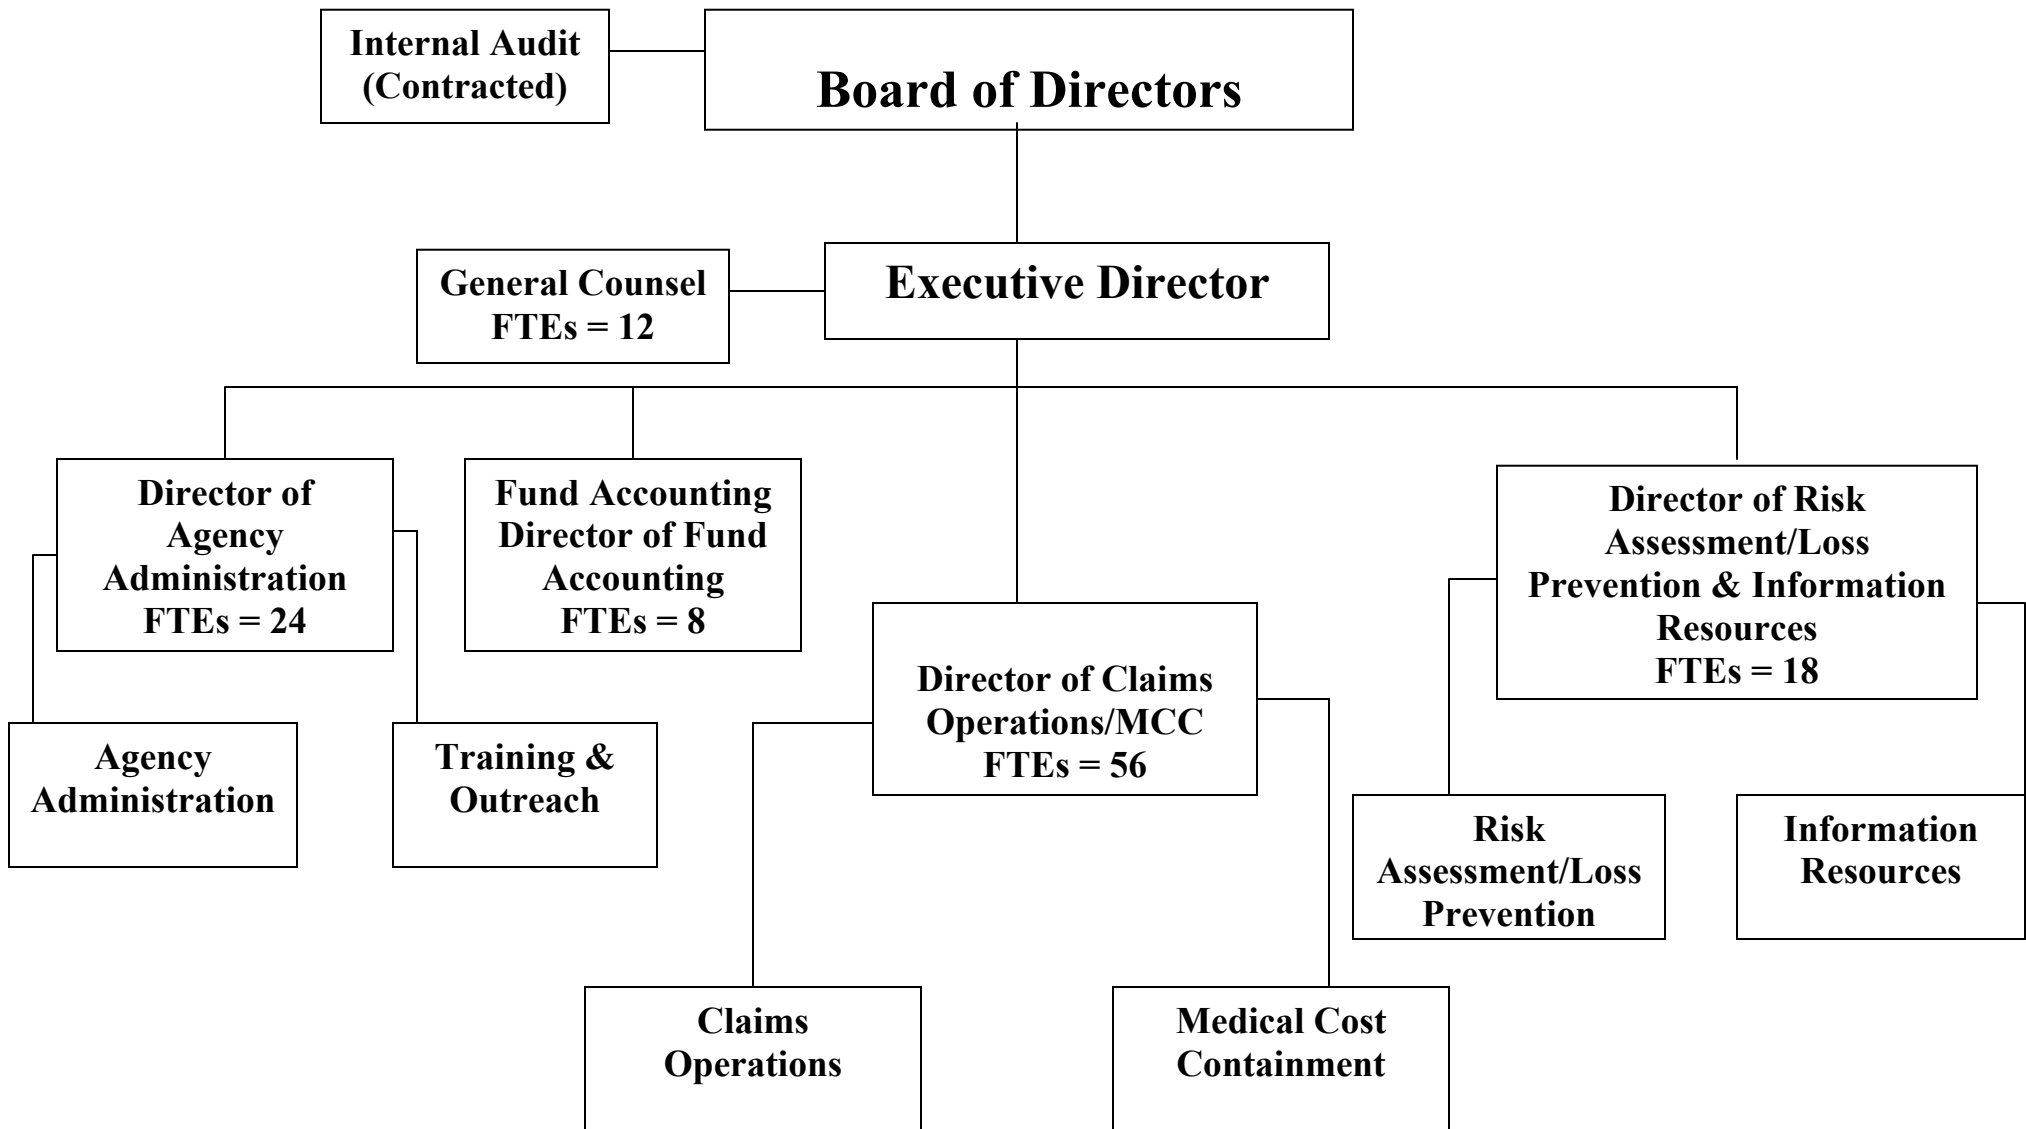 Internal Audit
(Contracted)
Board of Directors
General Counsel
FTEs = 12
Executive Director
Director of
Agency
Administration
FTEs = 24
Fund Accounting
Director of Fund
Accounting
FTEs = 8
Director of Claims
Operations/MCC
FTEs = 56
Director of Risk
Assessment/Loss
Prevention & Information
Resources
FTEs = 18
Agency
Administration
Training &
Outreach
Risk
Assessment/Loss
Prevention
Information
Resources
Claims
Operations
Medical Cost
Containment